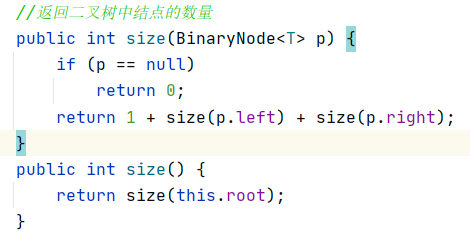 //返回二叉树中结点的数量
public int size(BinaryNode<T> p) {
    if (p == null)
        return 0;
    return 1 + size(p.left) + size(p.right);
}
public int size() {
    return size(this.root);
}